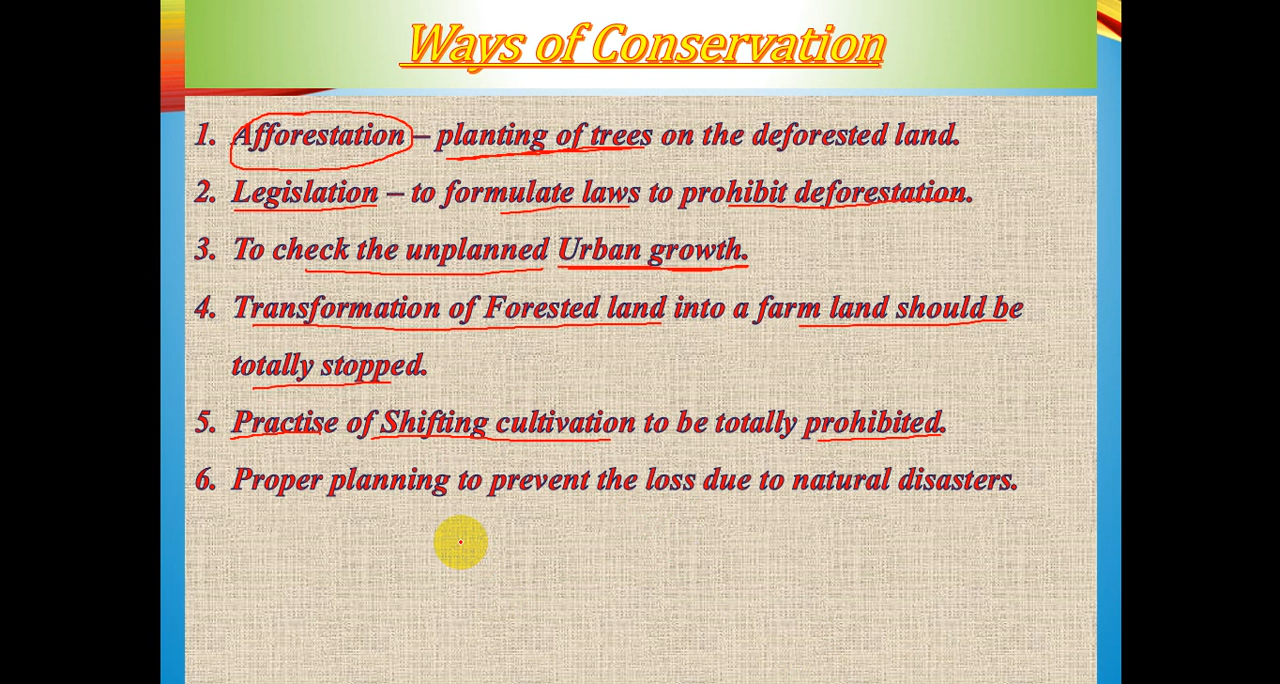 Ways of Conservation
1. Afforestation – planting of trees on the deforested land.
2. Legislation – to formulate laws to prohibit deforestation.
3. To check the unplanned Urban growth.
4. Transformation of Forested land into a farm land should be
totally stopped.
5. Practise of Shifting cultivation to be totally prohibited.
6. Proper planning to prevent the loss due to natural disasters.